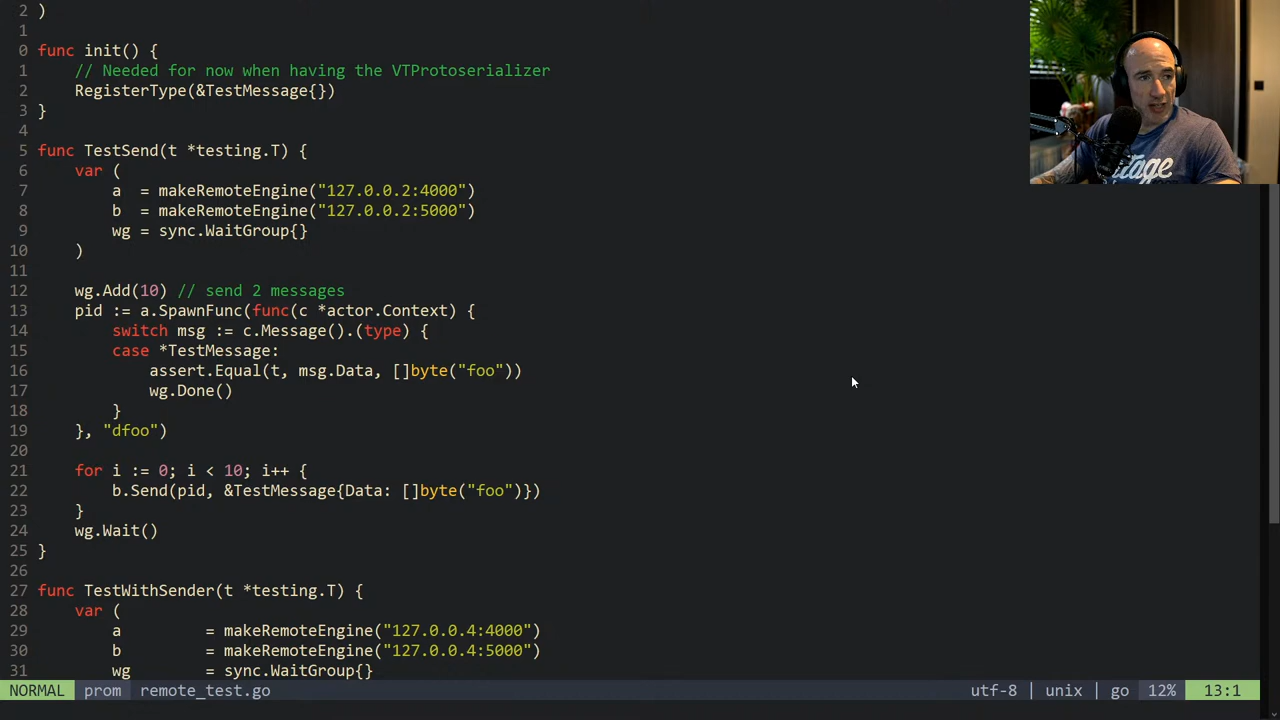 2 )
1
0 func init() {
1 // Needed for now when having the VTProtoserializer
2 RegisterType(&TestMessage{})
3 }
4
5 func TestSend(t *testing.T) {
6 var (
7 a = makeRemoteEngine("127.0.0.2:4000")
8 b = makeRemoteEngine("127.0.0.2:5000")
9 wg = sync.WaitGroup{}
10 )
11
12 wg.Add(10) // send 2 messages
13 pid := a.SpawnFunc(func(c *actor.Context) {
14 switch msg := c.Message().(type) {
15 case *TestMessage:
16 assert.Equal(t, msg.Data, []byte("foo"))
17 wg.Done()
18 }
19 }, "dfoo")
20
21 for i := 0; i < 10; i++ {
22 b.Send(pid, &TestMessage{Data: []byte("foo")})
23 }
24 wg.Wait()
25 }
26
27 func TestWithSender(t *testing.T) {
28 var (
29 a = makeRemoteEngine("127.0.0.4:4000")
30 b = makeRemoteEngine("127.0.0.4:5000")
31 wg = sync.WaitGroup{}
NORMAL prom remote_test.go utf-8 | unix | go 12% 13:1